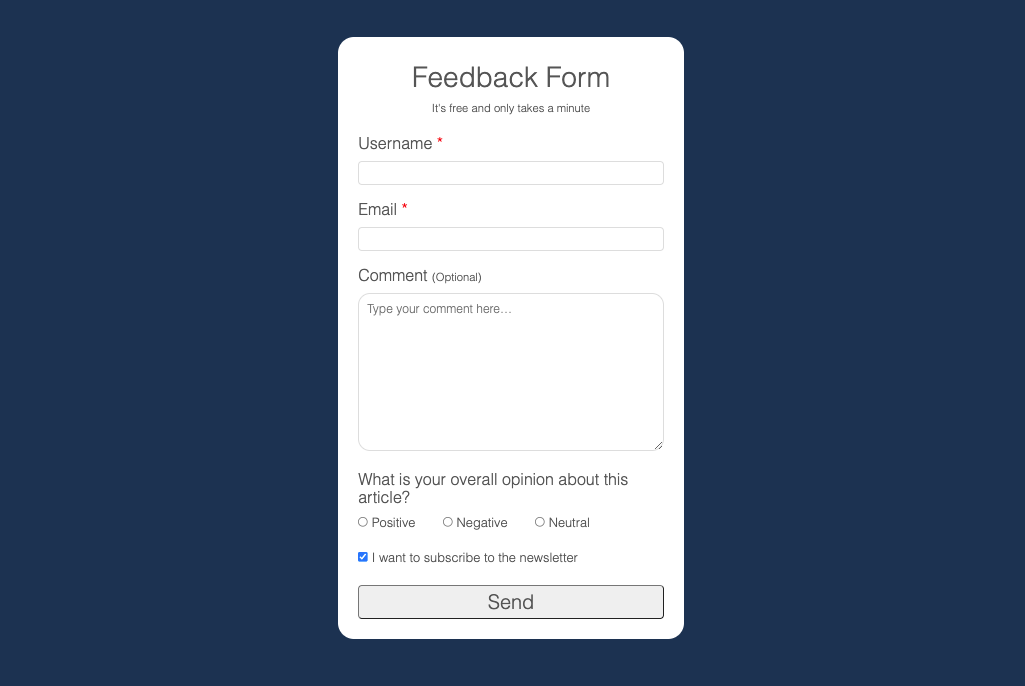 Feedback Form
It's free and only takes a minute
Username *
Email *
Comment (Optional)
Type your comment here...
What is your overall opinion about this
article?
Positive Negative Neutral
I want to subscribe to the newsletter
Send